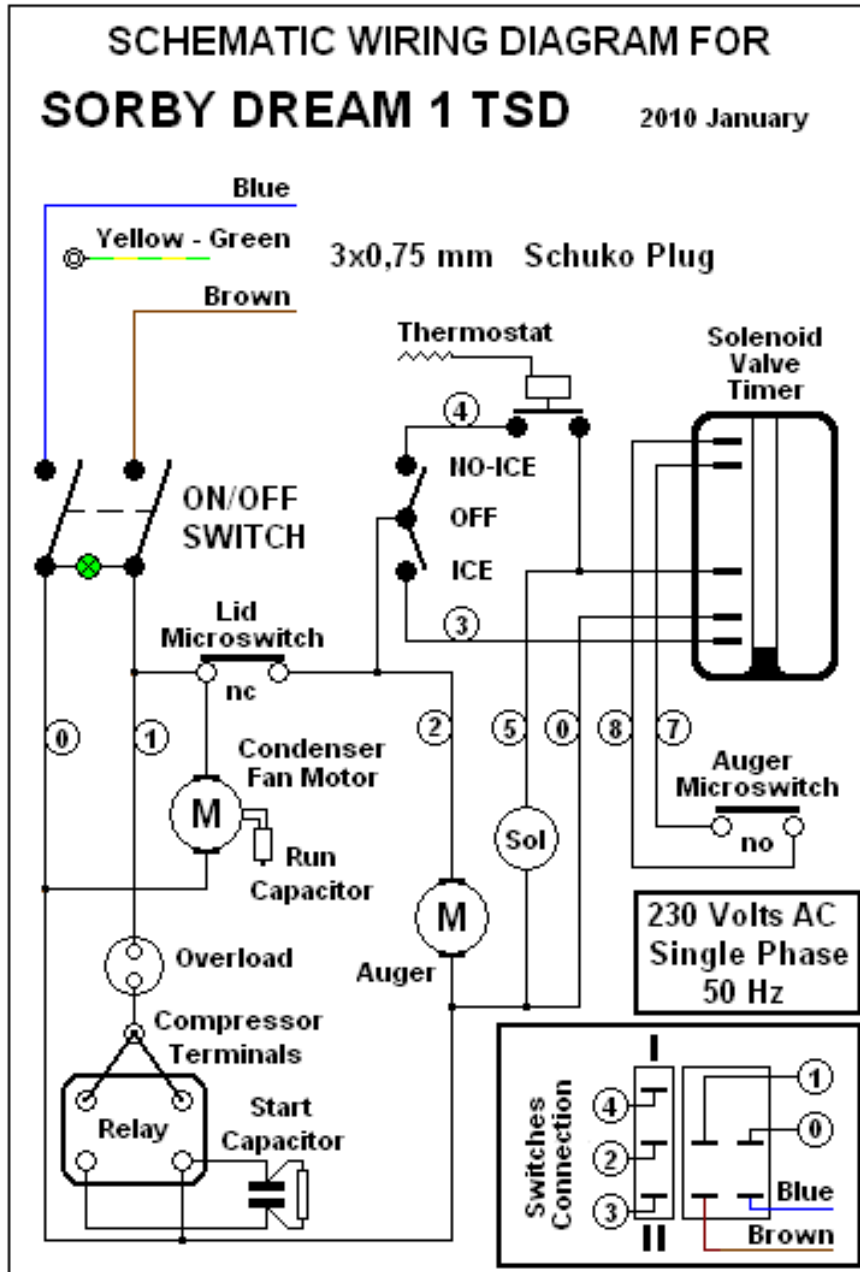 SCHEMATIC WIRING DIAGRAM FOR
SORBY DREAM 1 TSD 2010 January
Blue
Yellow - Green
3x0,75 mm Schuko Plug
Brown
Thermostat
Solenoid
Valve
Timer
4
NO-ICE
ON/OFF
SWITCH
OFF
ICE
3
Lid
Microswitch
nc
0
1
2
5
0
8
7
Condenser
Fan Motor
M
Run
Capacitor
Auger
Microswitch
no
Sol
M
Auger
230 Volts AC
Single Phase
50 Hz
Overload
Compressor
Terminals
Relay
Start
Capacitor
Switches
Connection
I
4
2
3
II
1
0
Blue
Brown